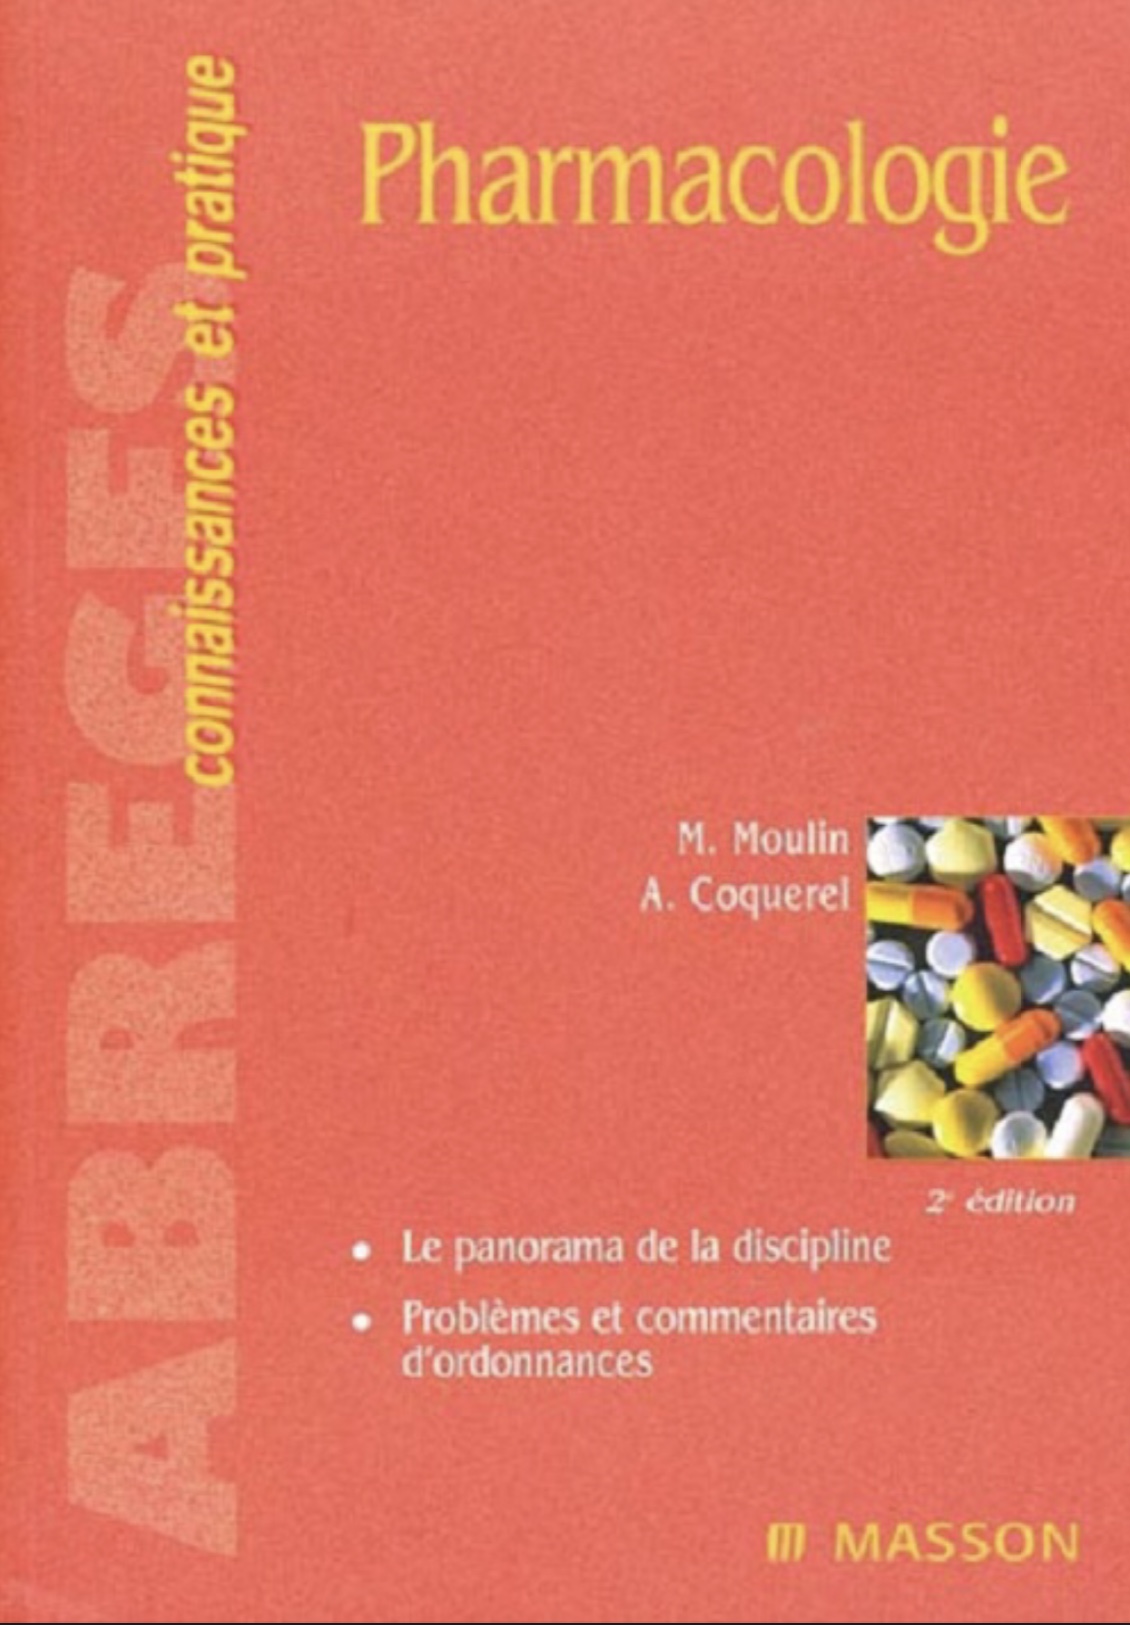 Pharmacologie
ABREGES
connaissances et pratique
M. Moulin
A. Coquerel
2e édition
• Le panorama de la discipline
• Problèmes et commentaires
d'ordonnances
m MASSON